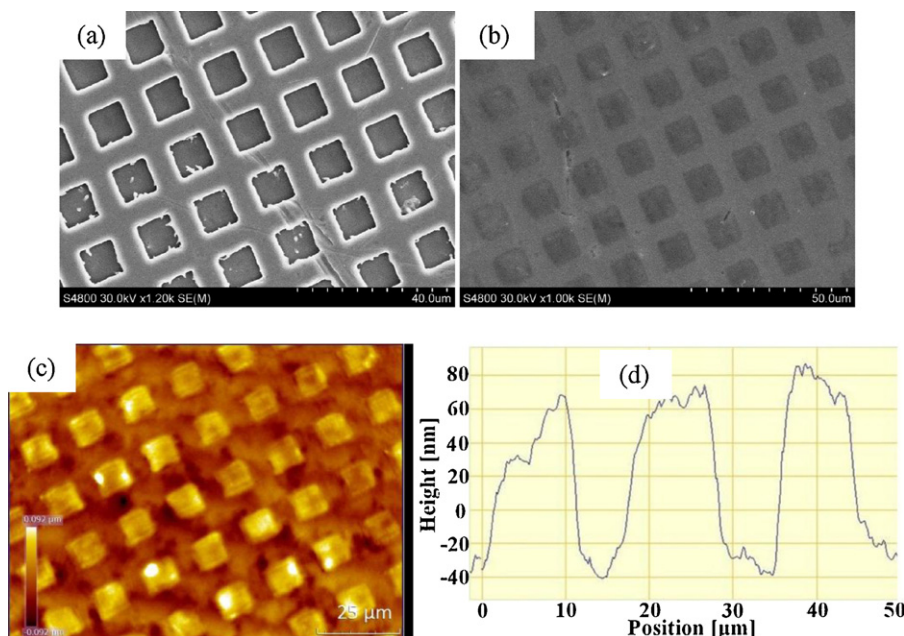 (a)
S4800 30.0kV x1.20k SE(M)
40.0um
(b)
S4800 30.0kV x1.00k SE(M)
50.0um
(c)
0.092 µm
-0.092 µm
25 µm
(d)
Height [nm]
80
60
40
20
0
-20
-40
0
10
20
30
40
50
Position [µm]